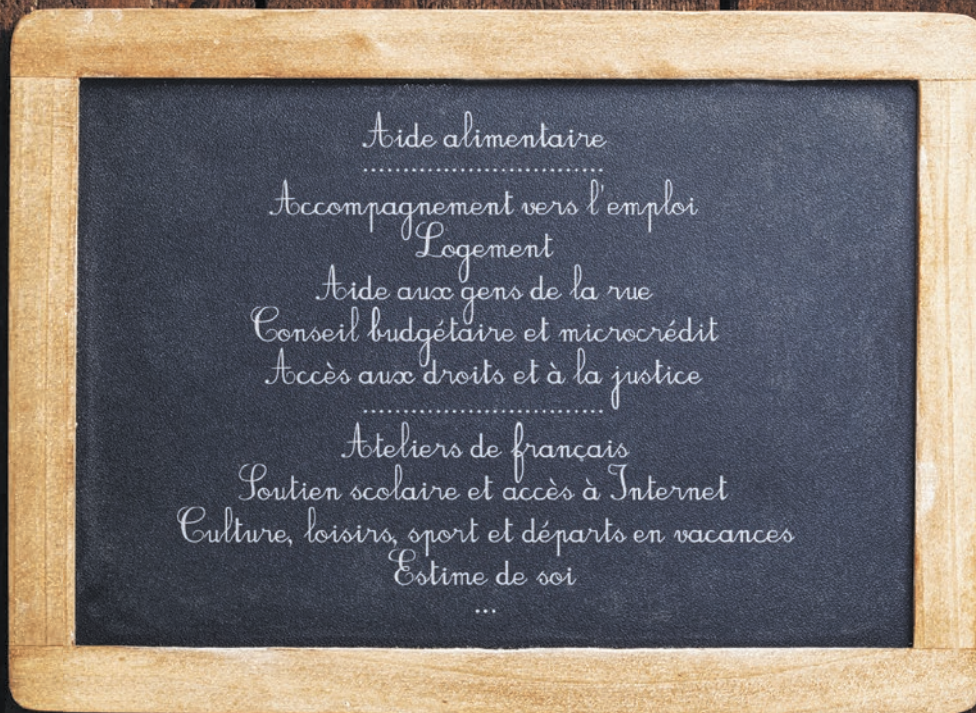 Aide alimentaire
..............................
Accompagnement vers l'emploi
Logement
Aide aux gens de la rue
Conseil budgétaire et microcrédit
Accès aux droits et à la justice
..............................
Ateliers de français
Soutien scolaire et accès à Internet
Culture, loisirs, sport et départs en vacances
Estime de soi
...